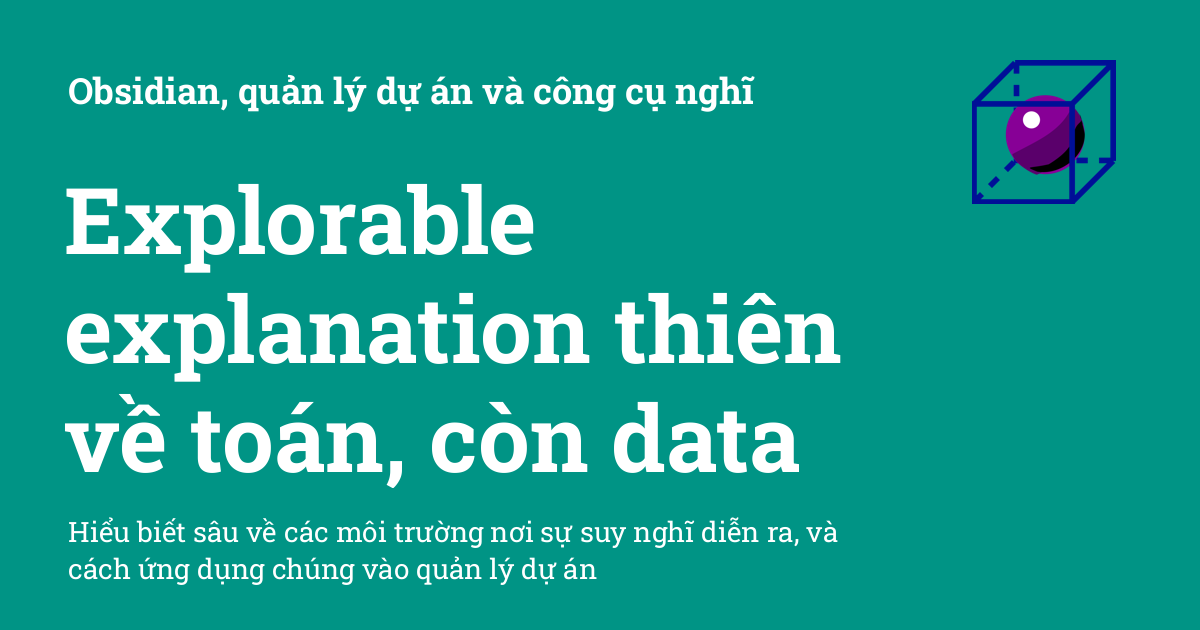 Obsidian, quản lý dự án và công cụ nghĩ
Explorable
explanation thiên
về toán, còn data
Hiểu biết sâu về các môi trường nơi sự suy nghĩ diễn ra, và
cách ứng dụng chúng vào quản lý dự án